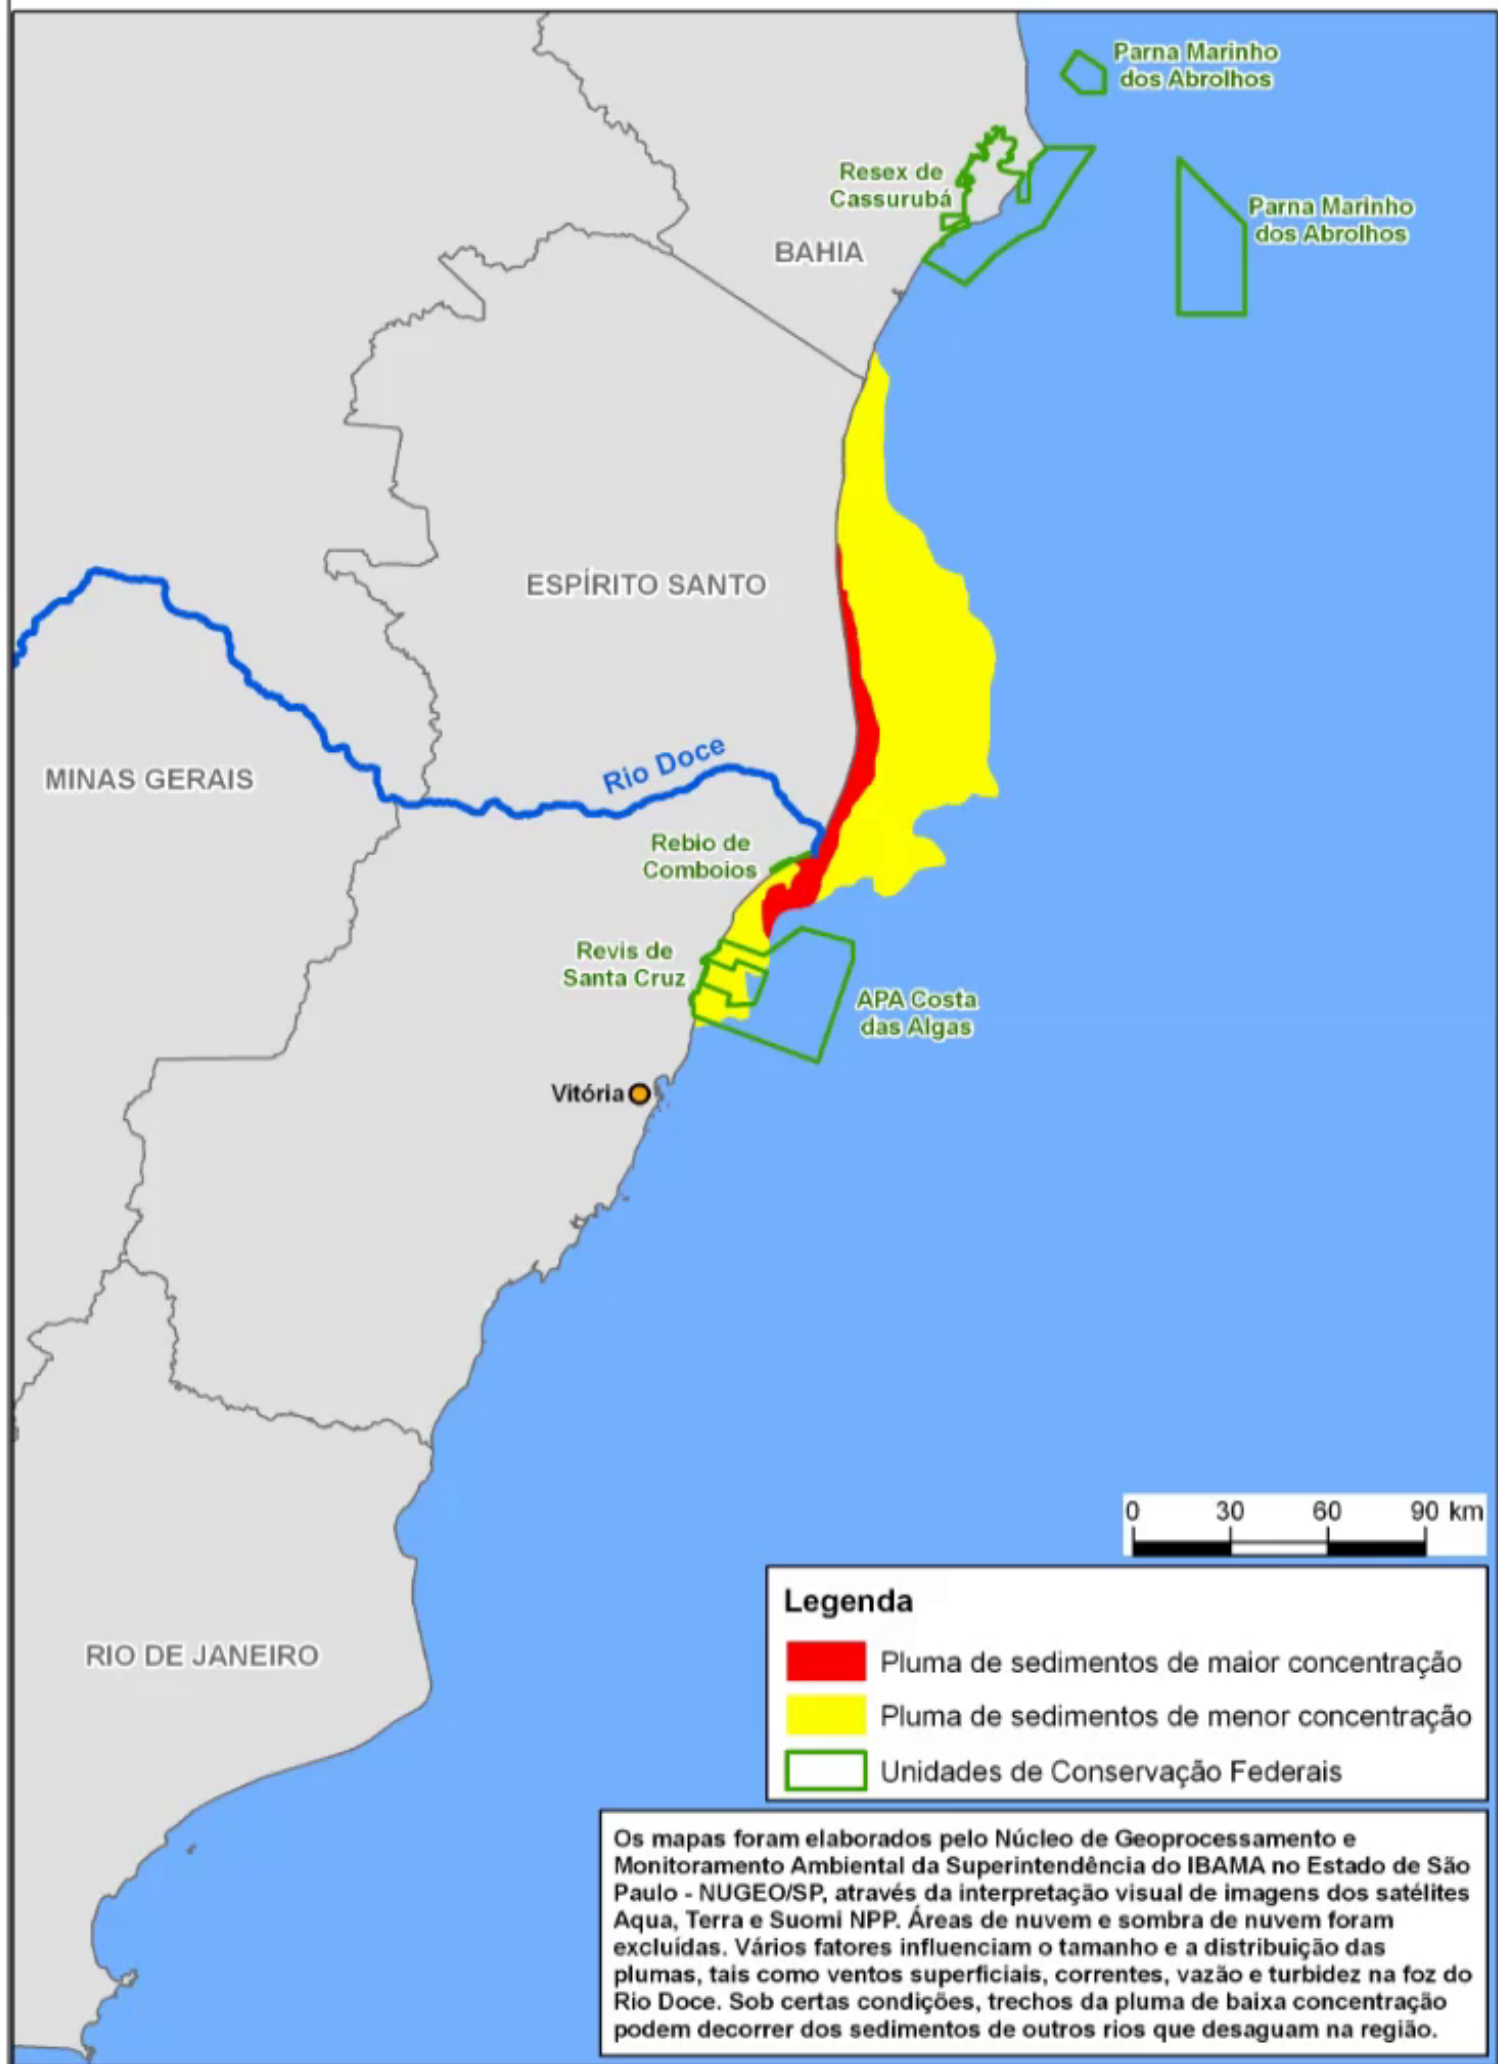 Parna Marinho
dos Abrolhos
Resex de
Cassurubá
Parna Marinho
dos Abrolhos
BAHIA
ESPÍRITO SANTO
Rio Doce
MINAS GERAIS
Rebio de
Comboios
Revis de
Santa Cruz
APA Costa
das Algas
Vitória
0 30 60 90 km
RIO DE JANEIRO
Legenda
Pluma de sedimentos de maior concentração
Pluma de sedimentos de menor concentração
Unidades de Conservação Federais
Os mapas foram elaborados pelo Núcleo de Geoprocessamento e
Monitoramento Ambiental da Superintendência do IBAMA no Estado de São
Paulo - NUGEO/SP, através da interpretação visual de imagens dos satélites
Aqua, Terra e Suomi NPP. Áreas de nuvem e sombra de nuvem foram
excluídas. Vários fatores influenciam o tamanho e a distribuição das
plumas, tais como ventos superficiais, correntes, vazão e turbidez na foz do
Rio Doce. Sob certas condições, trechos da pluma de baixa concentração
podem decorrer dos sedimentos de outros rios que desaguam na região.